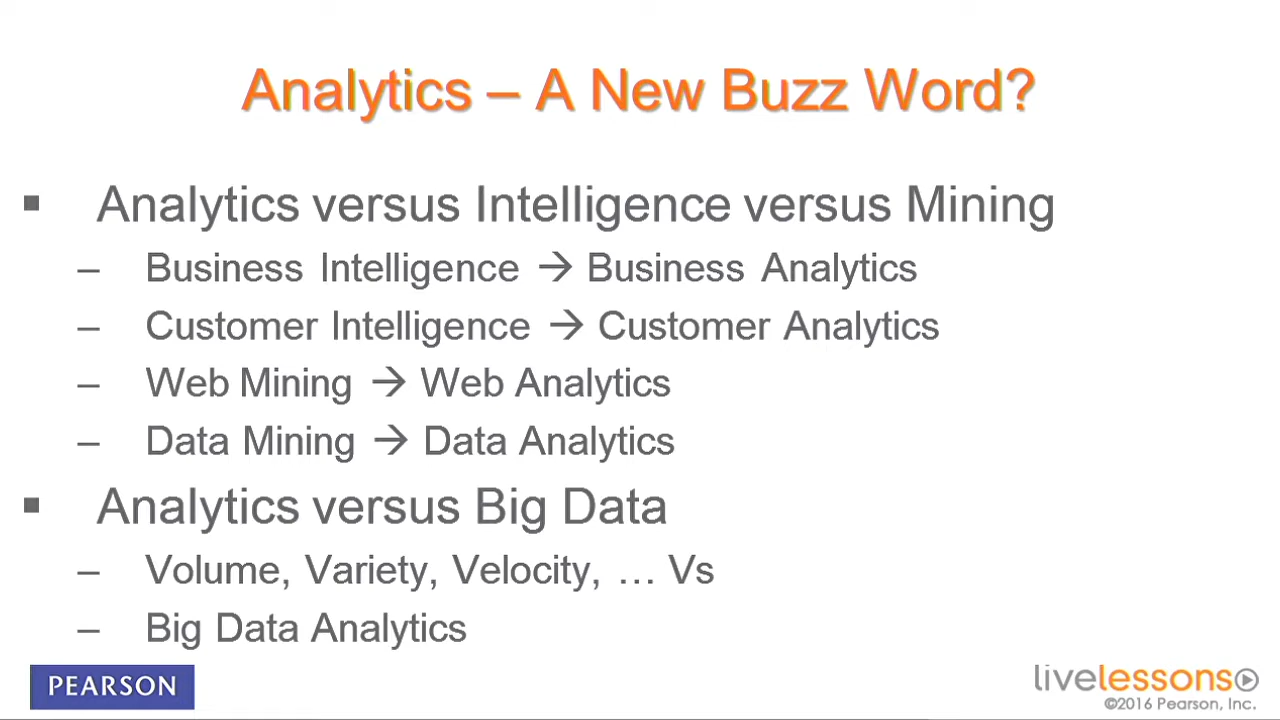 Analytics – A New Buzz Word?
▪ Analytics versus Intelligence versus Mining
– Business Intelligence → Business Analytics
– Customer Intelligence → Customer Analytics
– Web Mining → Web Analytics
– Data Mining → Data Analytics
▪ Analytics versus Big Data
– Volume, Variety, Velocity, … Vs
– Big Data Analytics
PEARSON
livelessons
©2016 Pearson, Inc.